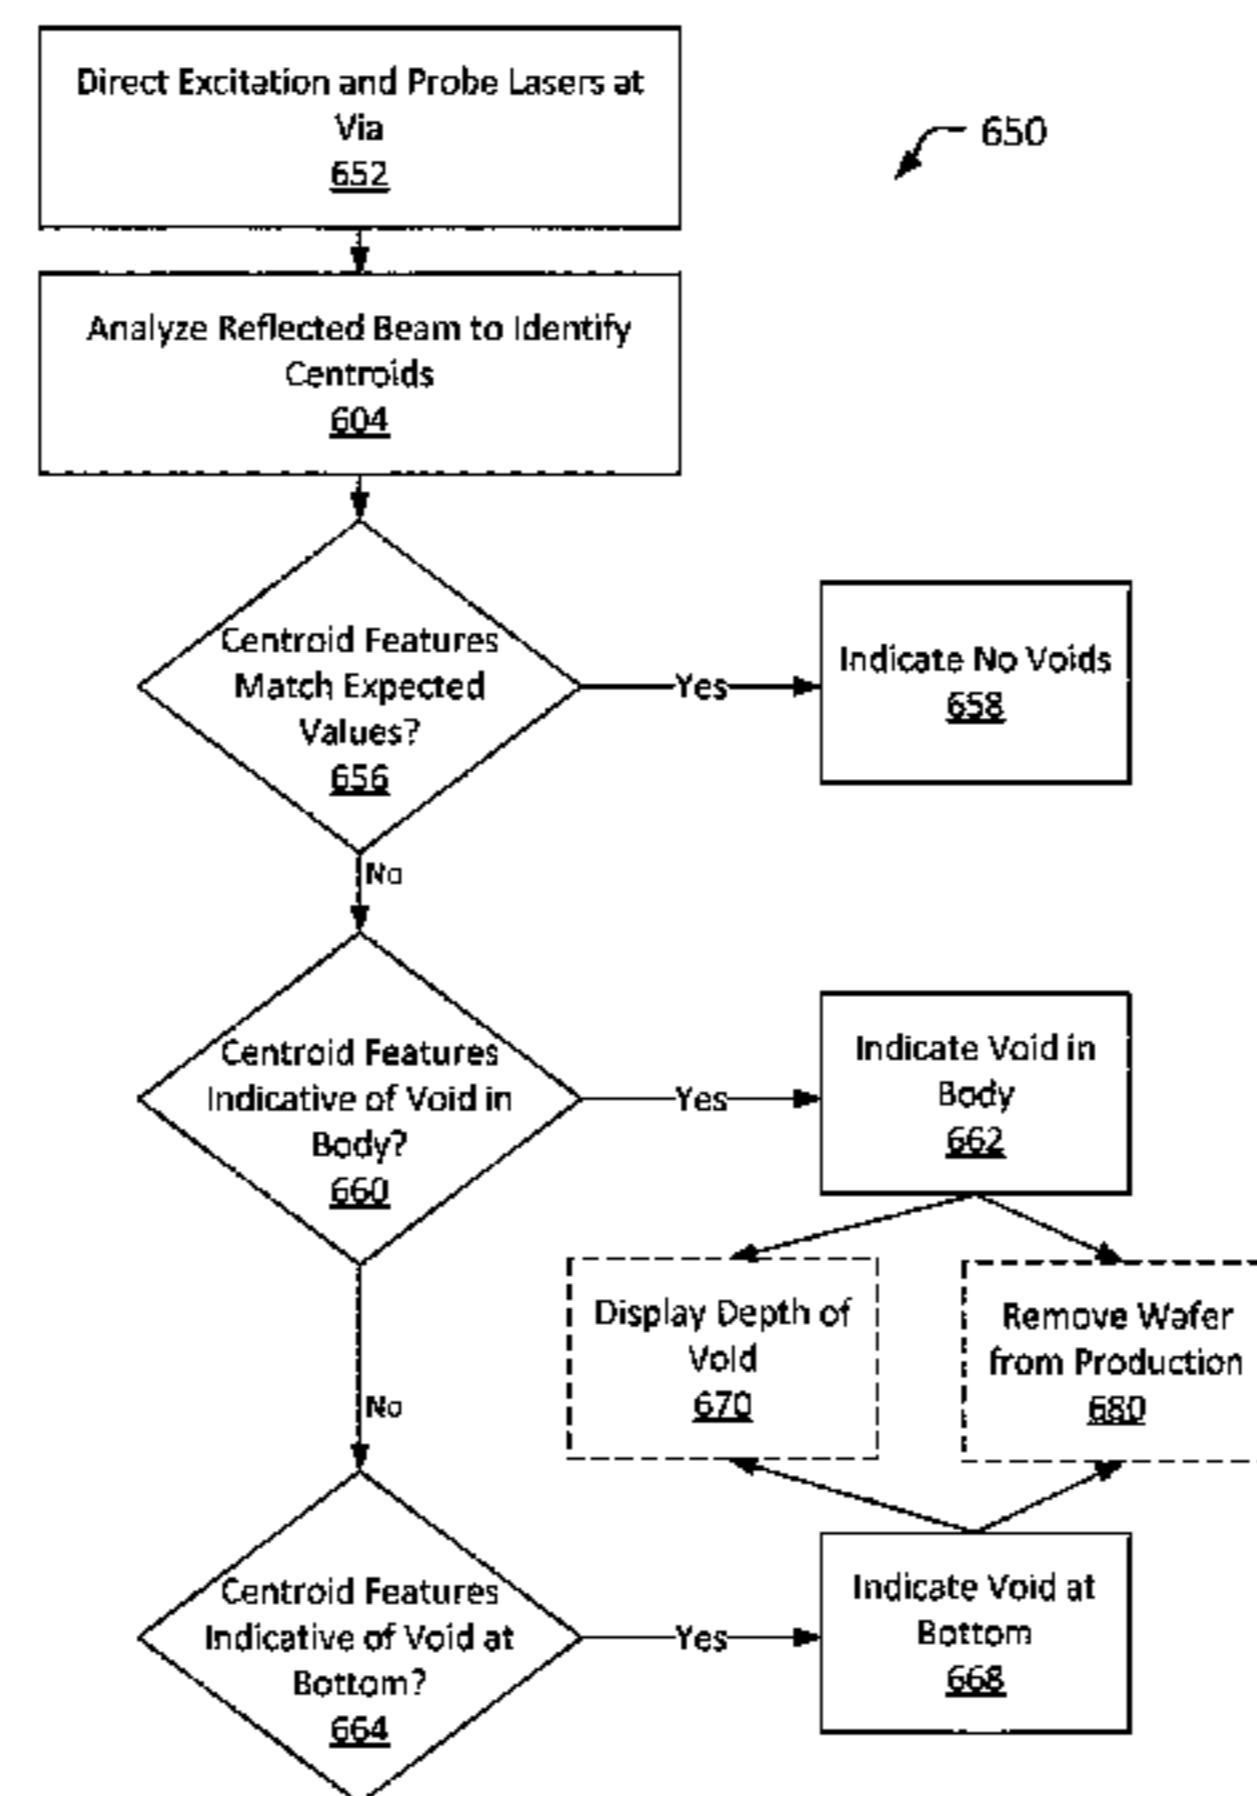 Direct Excitation and Probe Lasers at
Via
652
650
Analyze Reflected Beam to Identify
Centroids
604
Centroid Features
Match Expected
Values?
656
Yes
Indicate No Voids
658
No
Centroid Features
Indicative of Void in
Body?
660
Yes
Indicate Void in
Body
662
Display Depth of
Void
670
Remove Wafer
from Production
680
No
Centroid Features
Indicative of Void at
Bottom?
664
Yes
Indicate Void at
Bottom
668